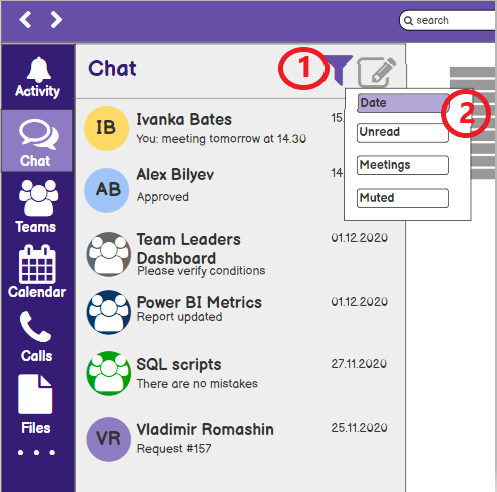 search
Activity
Chat
Teams
Calendar
Calls
Files
Chat
1
IB
Ivanka Bates
15.
You: meeting tomorrow at 14.30
AB
Alex Bilyev
14.
Approved
Team Leaders
Dashboard
01.12.2020
Please verify conditions
Power BI Metrics
01.12.2020
Report updated
SQL scripts
27.11.2020
There are no mistakes
VR
Vladimir Romashin
25.11.2020
Request #157
Date
2
Unread
Meetings
Muted